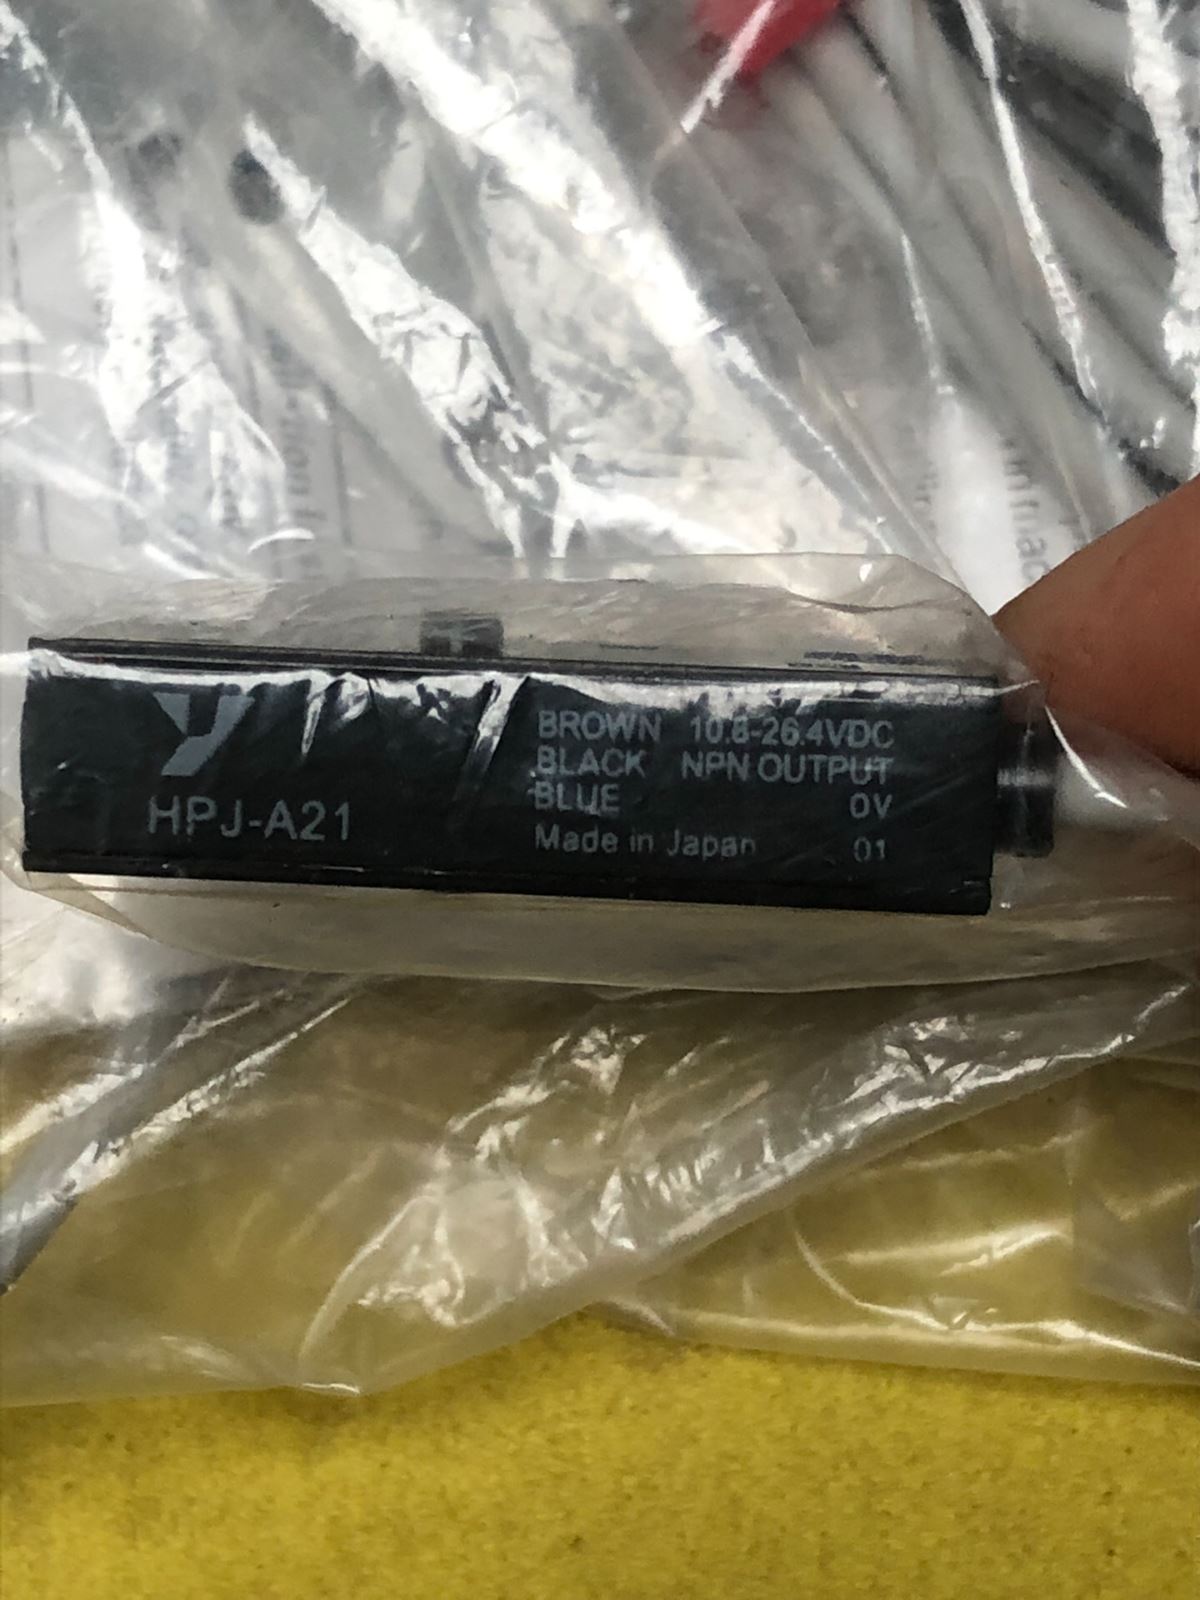 HPJ-A21
BROWN 10.8-26.4VDC
BLACK NPN OUTPUT
BLUE 0V
Made in Japan 01